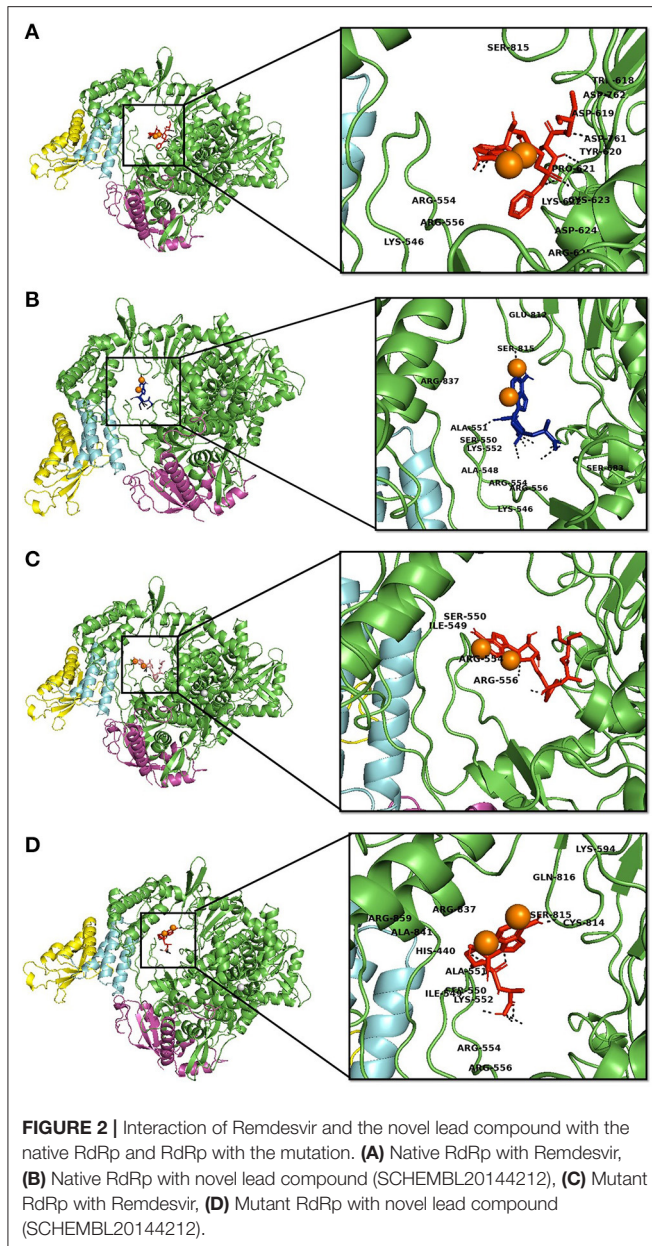 A
SER-815
ASP-762
ASP-619
ASP-761
TYR-620
PRO-621
ARG-554
ARG-556
ASP-624
LYS-546
B
GLU-812
SER-815
ARG-837
ALA-551
SER-550
LYS-552
ALA-548
SER-683
ARG-554
ARG-556
LYS-546
C
SER-550
ILE-549
ARG-554
ARG-556
D
LYS-594
GLN-816
ARG-837
SER-815
CYS-814
ALA-841
HIS-440
ALA-551
SER-550
LYS-552
ARG-554
ARG-556
FIGURE 2 | Interaction of Remdesvir and the novel lead compound with the
native RdRp and RdRp with the mutation. (A) Native RdRp with Remdesvir,
(B) Native RdRp with novel lead compound (SCHEMBL20144212), (C) Mutant
RdRp with Remdesvir, (D) Mutant RdRp with novel lead compound
(SCHEMBL20144212).